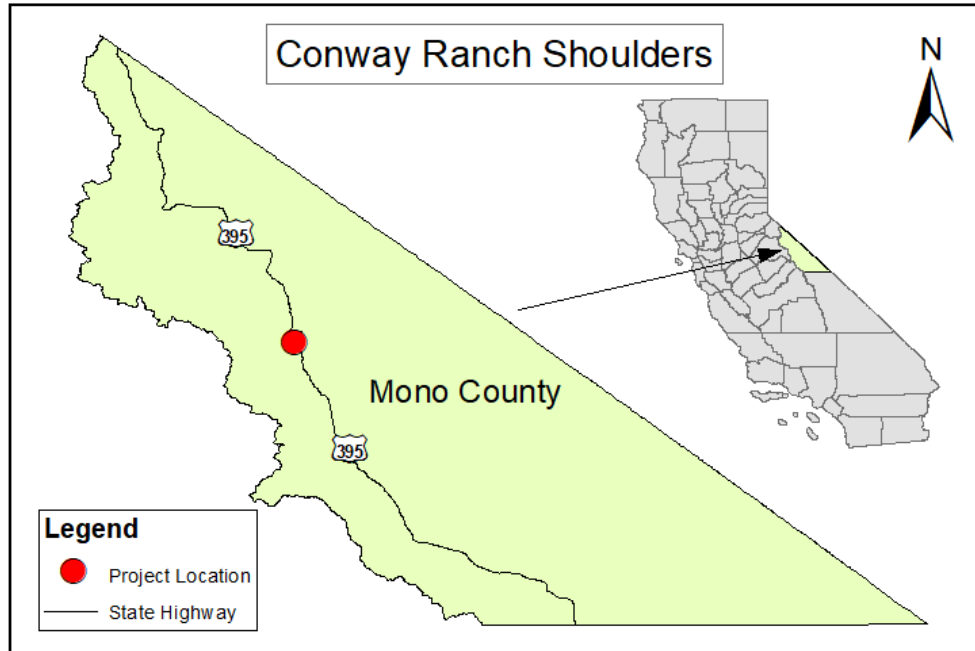 Conway Ranch Shoulders
N
395
Mono County
395
Legend
Project Location
State Highway